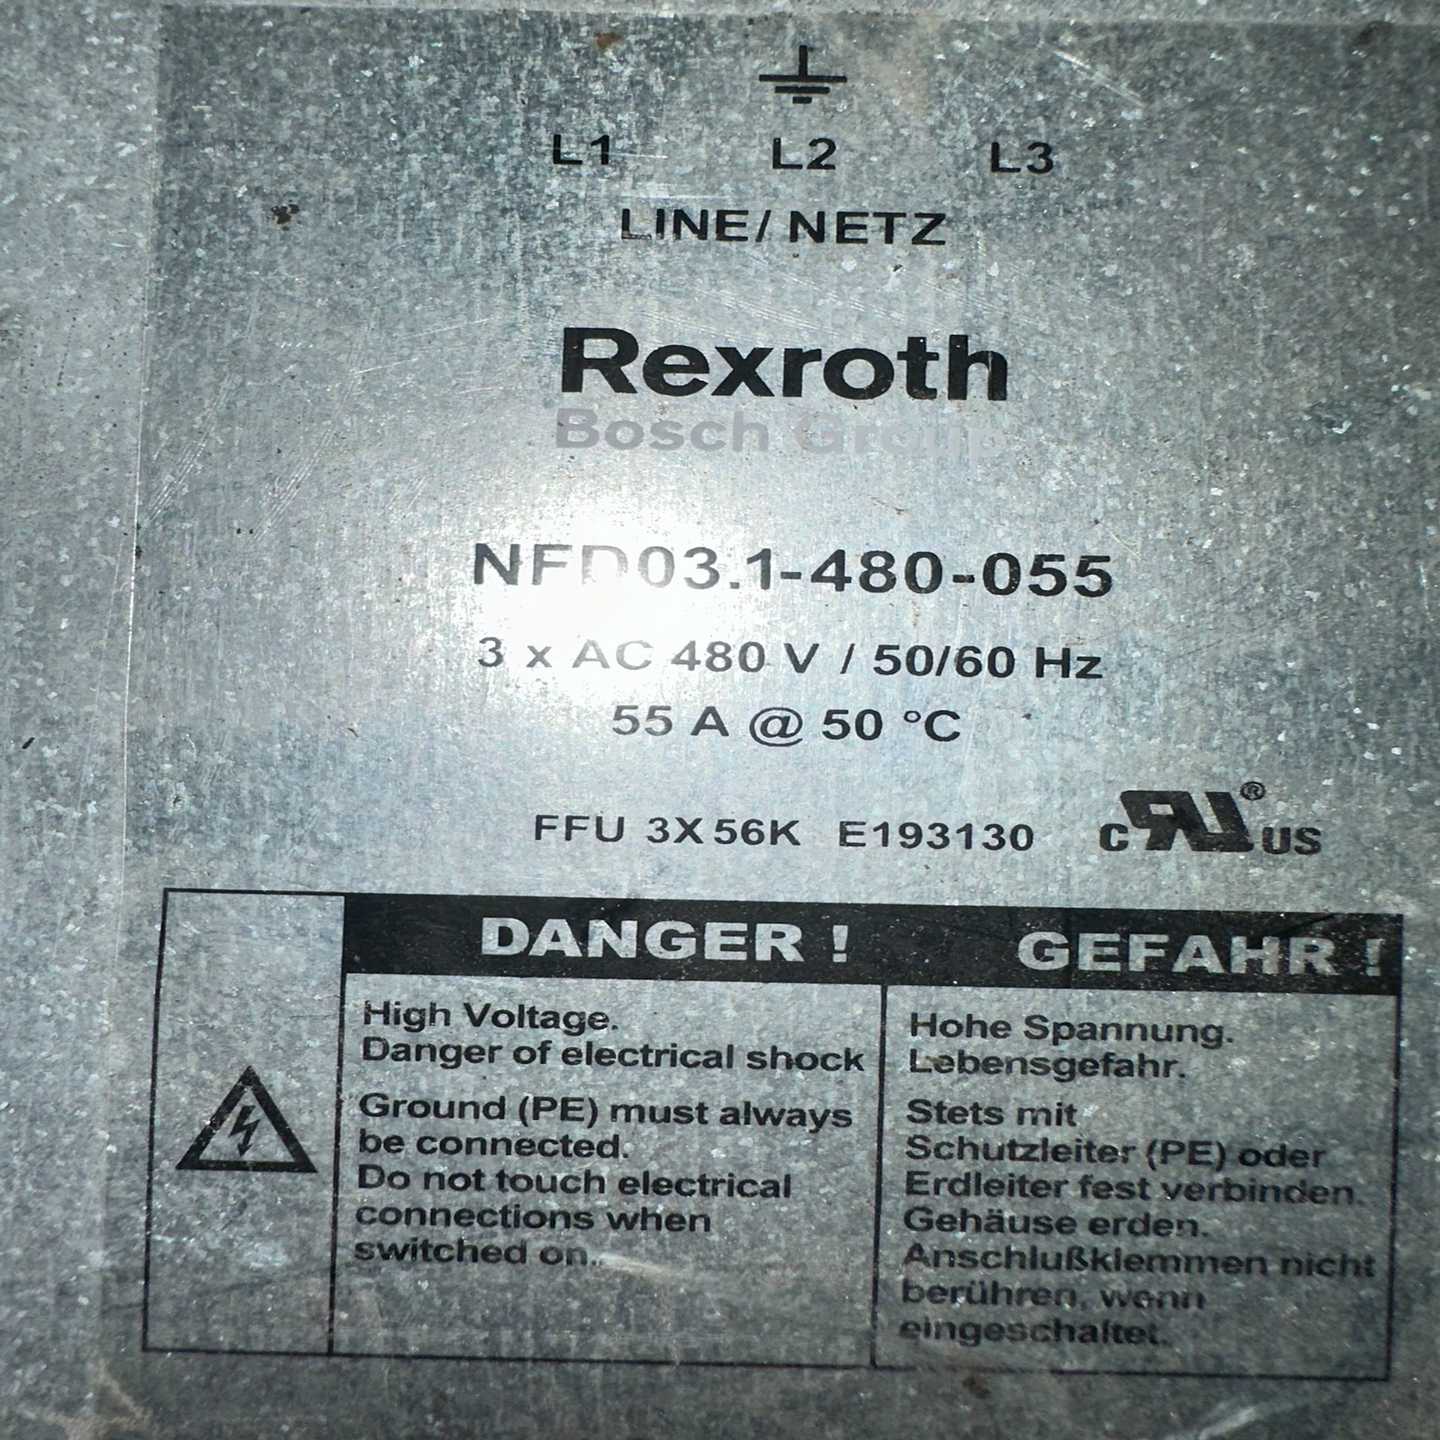 L1 L2 L3
LINE/ NETZ
Rexroth
Bosch Group
NFD03.1-480-055
3 x AC 480 V / 50/60 Hz
55 A @ 50 °C
FFU 3X56K E193130 cRU® US
DANGER !
High Voltage.
Danger of electrical shock
Ground (PE) must always
be connected.
Do not touch electrical
connections when
switched on.
GEFAHR !
Hohe Spannung.
Lebensgefahr.
Stets mit
Schutzleiter (PE) oder
Erdleiter fest verbinden.
Gehäuse erden.
Anschlußklemmen nicht
berühren, wenn
eingeschaltet.